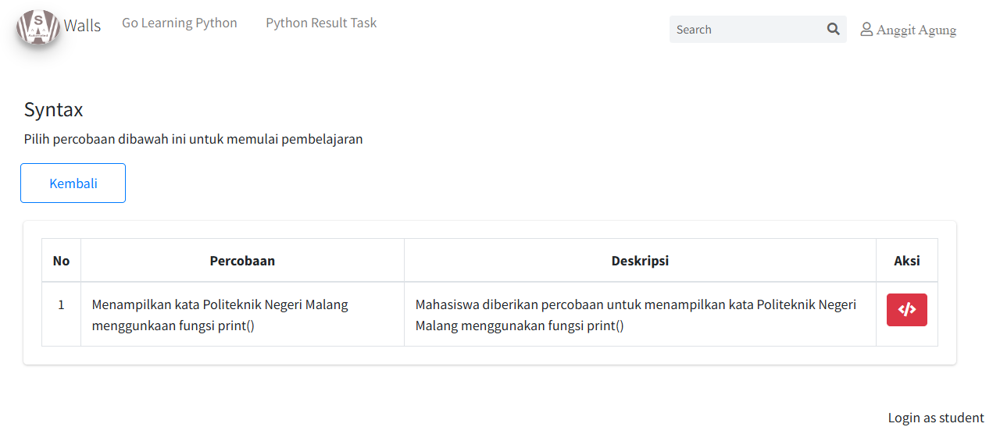 S
A A
Automated
Walls
Go Learning Python
Python Result Task
Search
Anggit Agung
Syntax
Pilih percobaan dibawah ini untuk memulai pembelajaran
Kembali
No Percobaan Deskripsi Aksi
1 Menampilkan kata Politeknik Negeri Malang Mahasiswa diberikan percobaan untuk menampilkan kata Politeknik Negeri </>
menggunkaan fungsi print() Malang menggunakan fungsi print()
Login as student